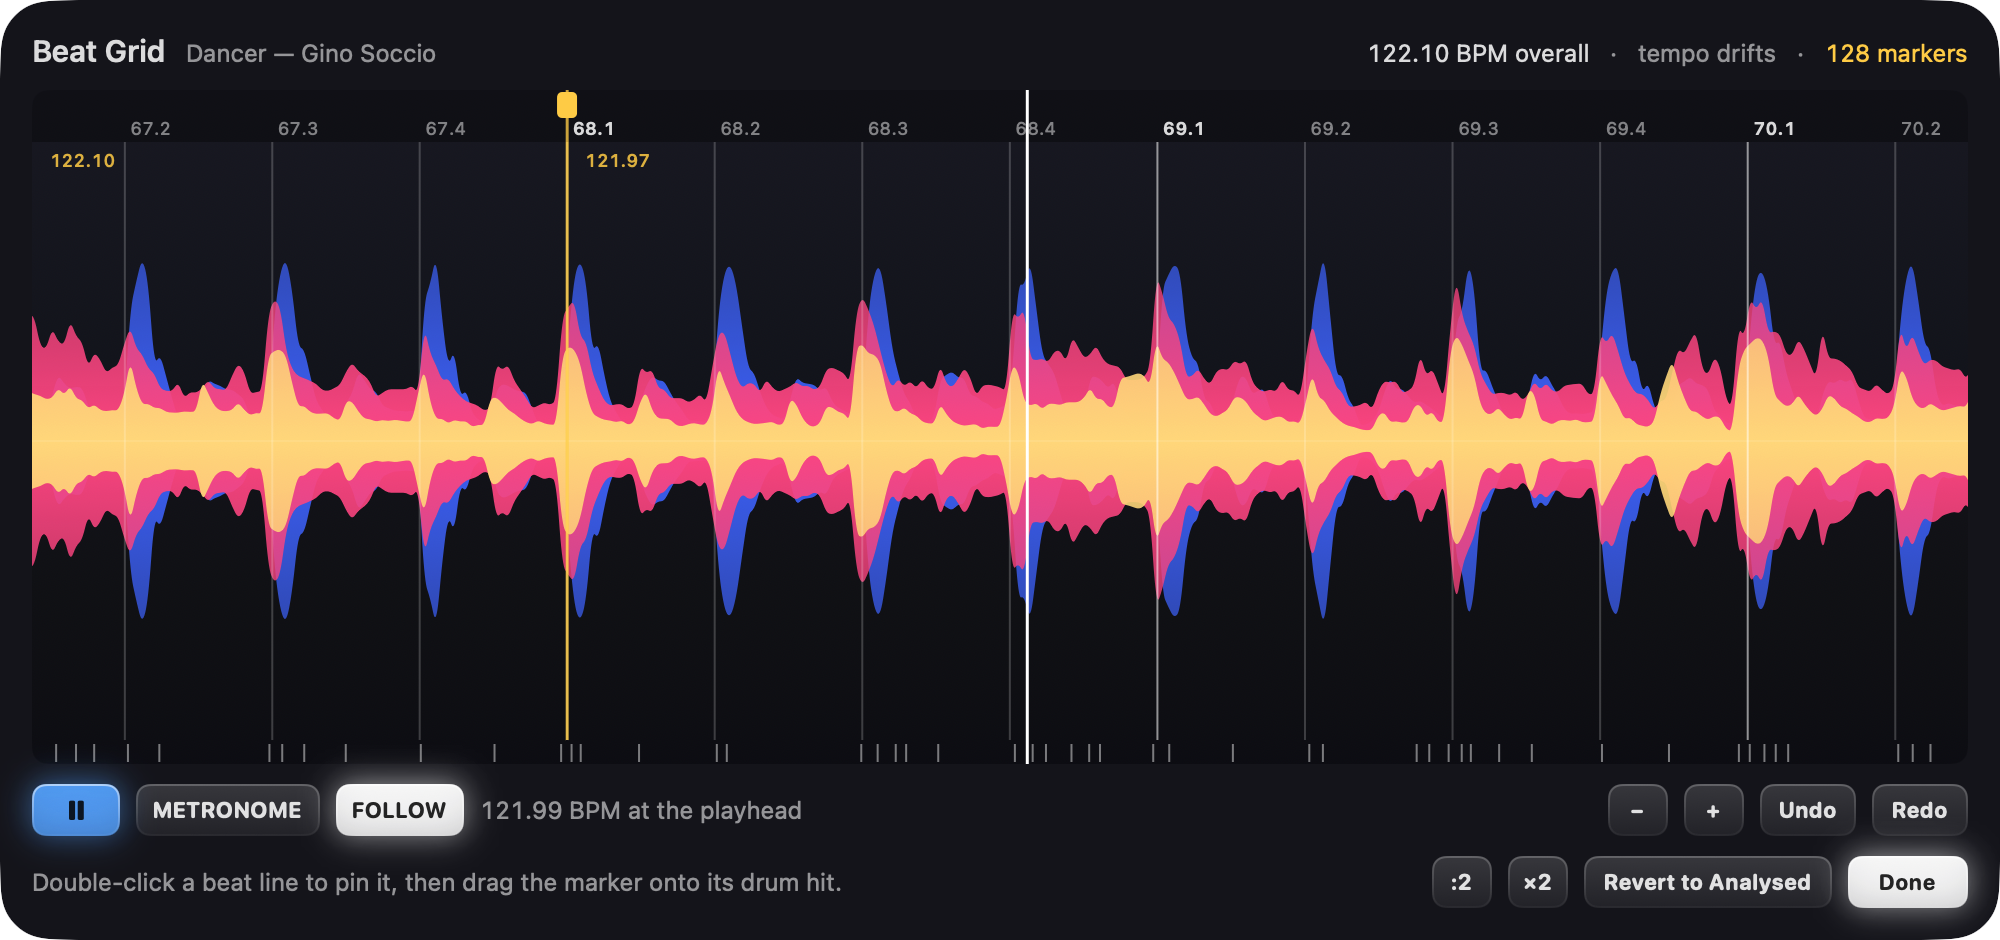 Beat Grid Dancer — Gino Soccio 122.10 BPM overall · tempo drifts · 128 markers
67.2 67.3 67.4 68.1 68.2 68.3 68.4 69.1 69.2 69.3 69.4 70.1 70.2
122.10 121.97
METRONOME FOLLOW 121.99 BPM at the playhead − + Undo Redo
Double-click a beat line to pin it, then drag the marker onto its drum hit. :2 ×2 Revert to Analysed Done